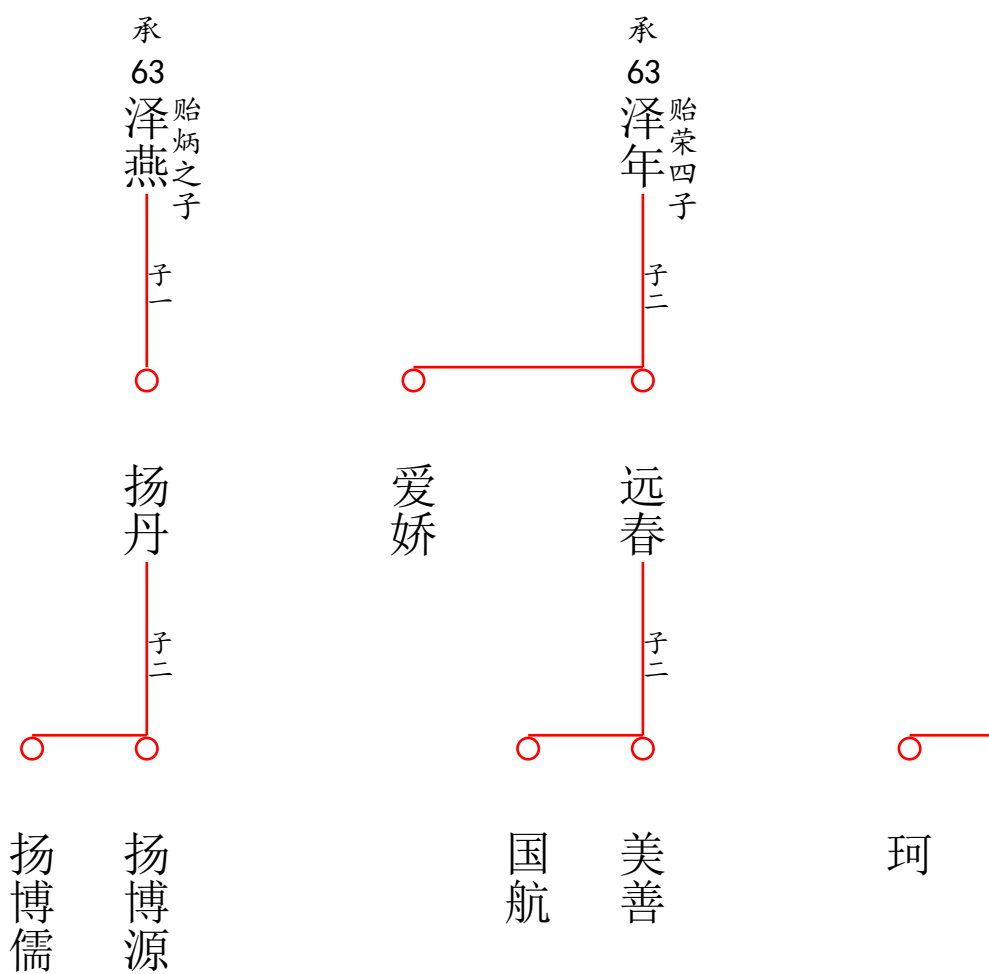 承
63
泽年
贻荣四子
子二
承
63
泽燕
贻炳之子
子一
远春
子二
爱娇
扬丹
子二
珂
美善
国航
扬博源
扬博儒